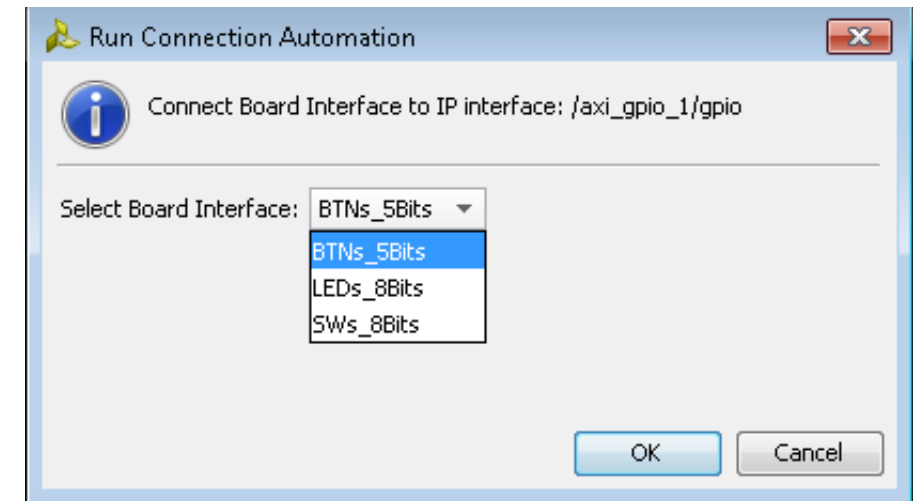 Run Connection Automation
Connect Board Interface to IP interface: /axi_gpio_1/gpio
Select Board Interface: BTNs_5Bits
BTNs_5Bits
LEDs_8Bits
SWs_8Bits
OK Cancel